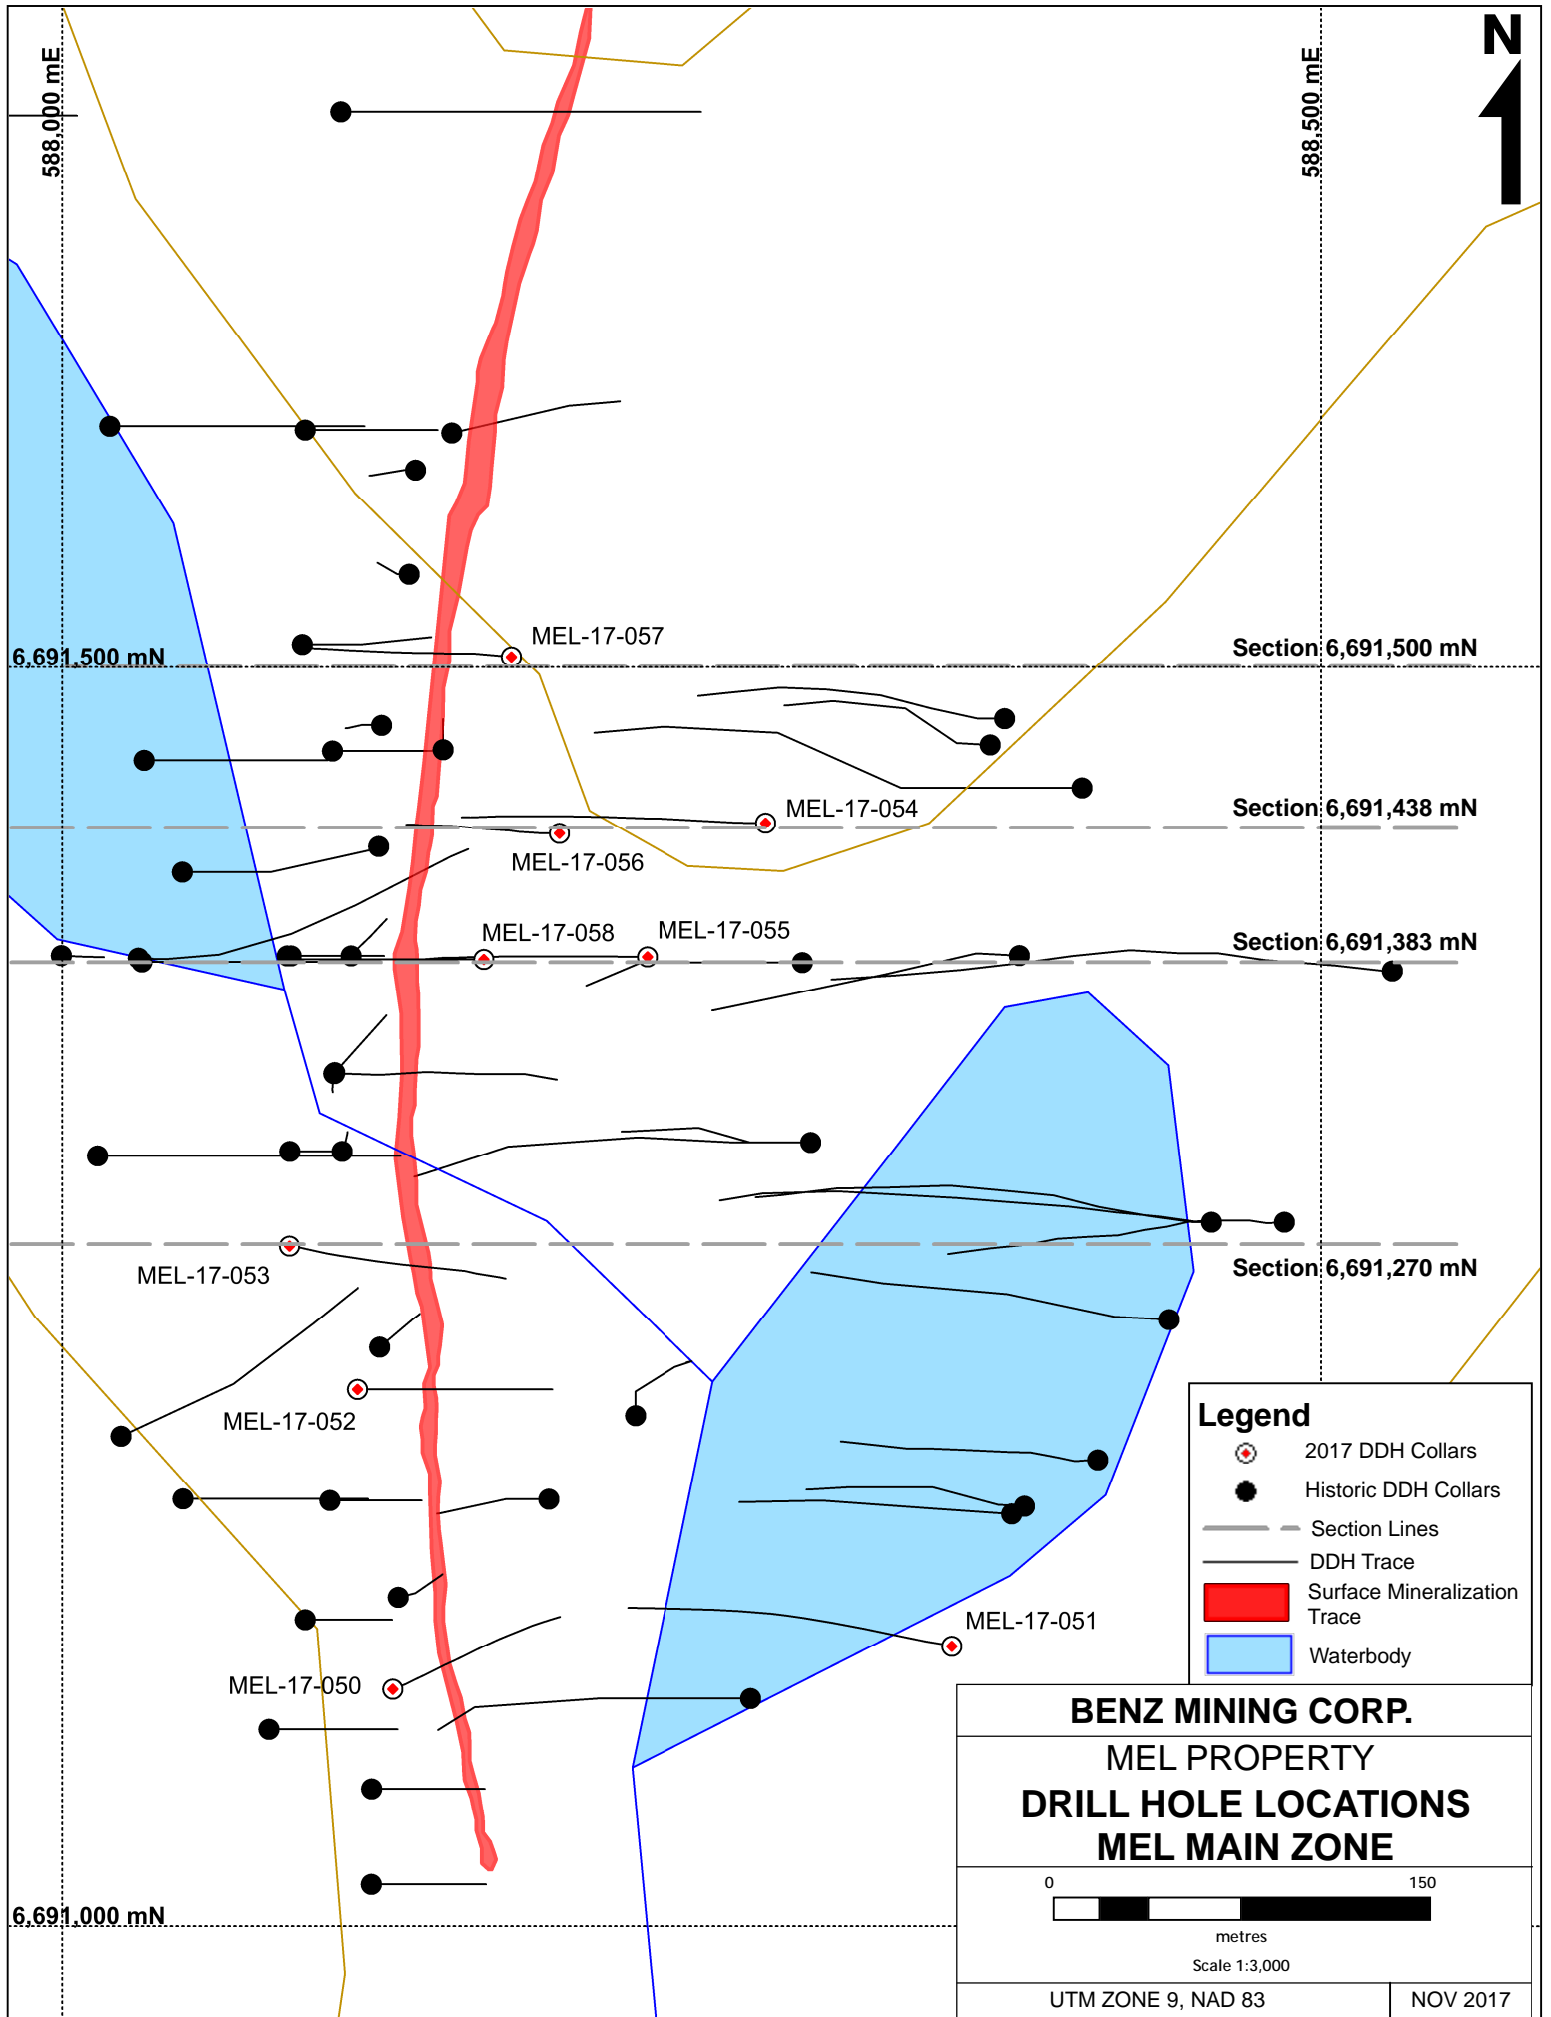 588,000 mE
588,500 mE
N
MEL-17-057
6,691,500 mN
Section 6,691,500 mN
MEL-17-054
Section 6,691,438 mN
MEL-17-056
MEL-17-058
MEL-17-055
Section 6,691,383 mN
MEL-17-053
Section 6,691,270 mN
MEL-17-052
Legend
2017 DDH Collars
Historic DDH Collars
Section Lines
DDH Trace
Surface Mineralization
Trace
Waterbody
MEL-17-051
MEL-17-050
BENZ MINING CORP.
MEL PROPERTY
DRILL HOLE LOCATIONS
MEL MAIN ZONE
0 150
metres
Scale 1:3,000
6,691,000 mN
UTM ZONE 9, NAD 83
NOV 2017